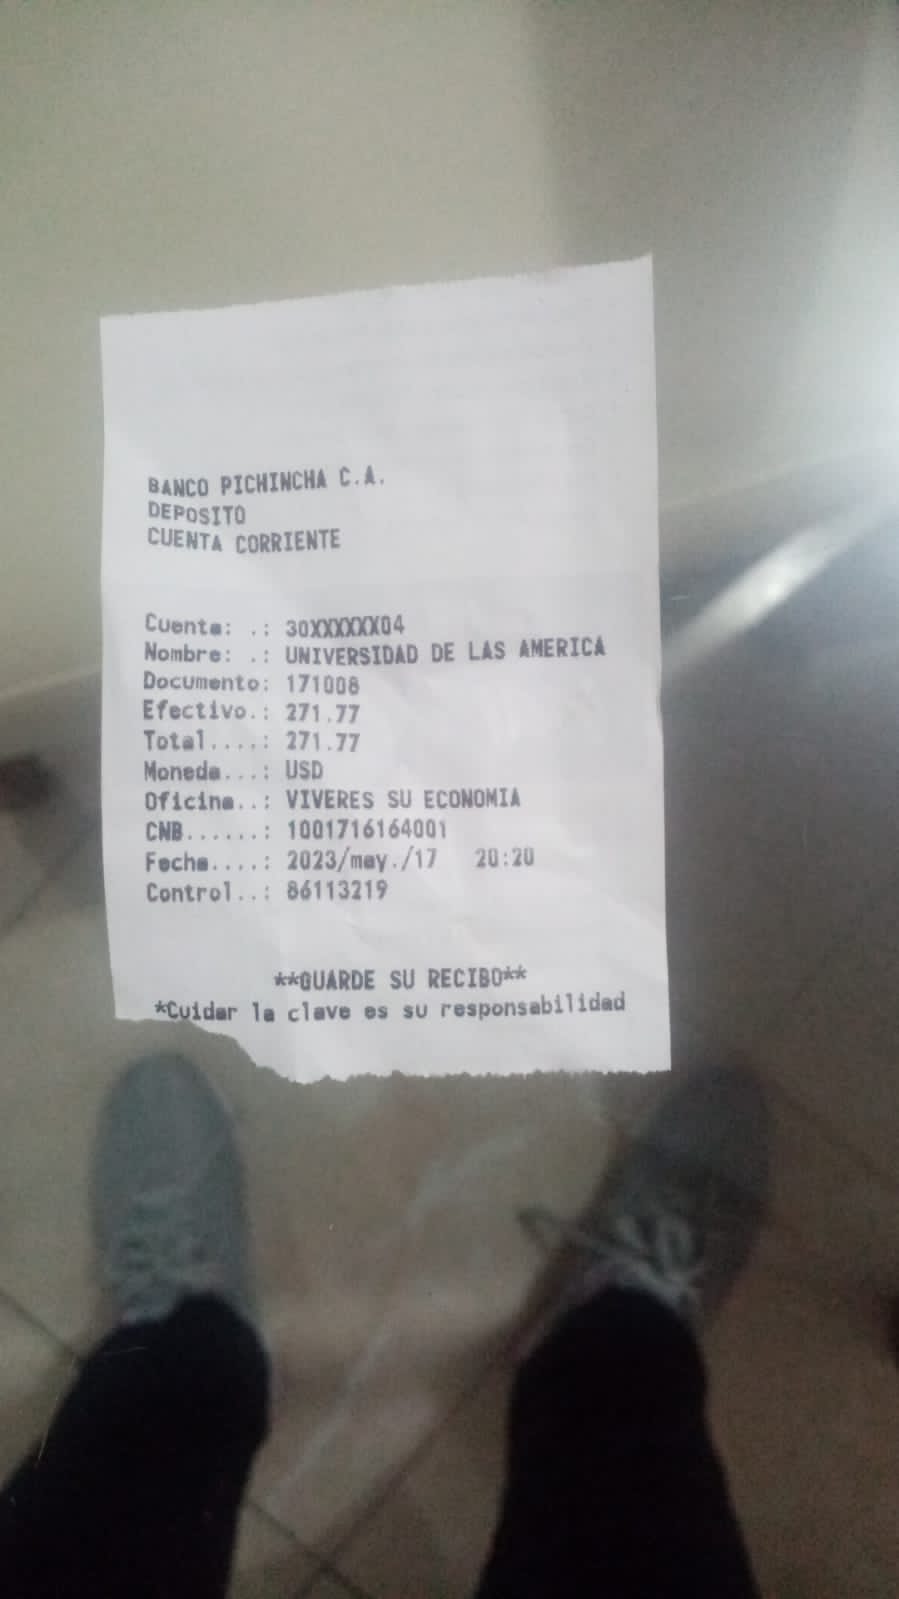 BANCO PICHINCHA C.A.
DEPOSITO
CUENTA CORRIENTE
Cuenta: .: 30XXXXXX04
Nombre: .: UNIVERSIDAD DE LAS AMERICA
Documento: 171008
Efectivo.: 271.77
Total....: 271.77
Moneda...: USD
Oficina..: VIVERES SU ECONOMIA
CNB......: 1001716164001
Fecha....: 2023/may./17 20:20
Control..: 86113219
**GUARDE SU RECIBO**
*Cuidar la clave es su responsabilidad